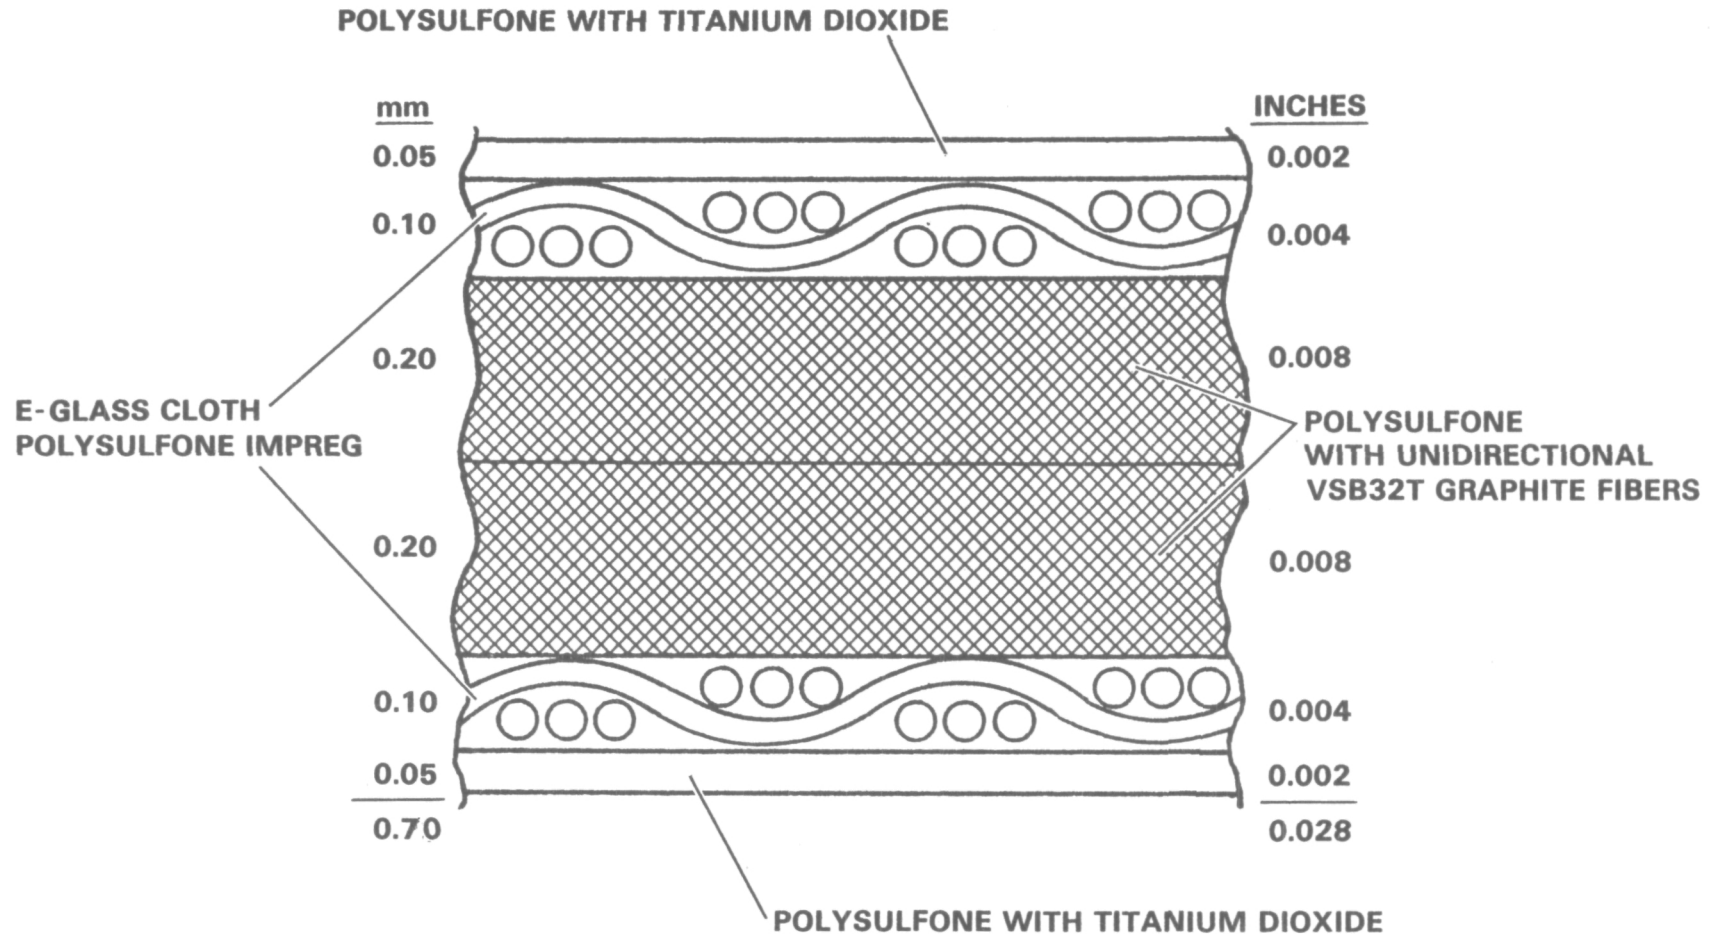 POLYSULFONE WITH TITANIUM DIOXIDE
mm
INCHES
0.05
0.002
0.10
0.004
0.20
0.008
E-GLASS CLOTH
POLYSULFONE IMPREG
POLYSULFONE
WITH UNIDIRECTIONAL
VSB32T GRAPHITE FIBERS
0.20
0.008
0.10
0.004
0.05
0.002
0.70
0.028
POLYSULFONE WITH TITANIUM DIOXIDE